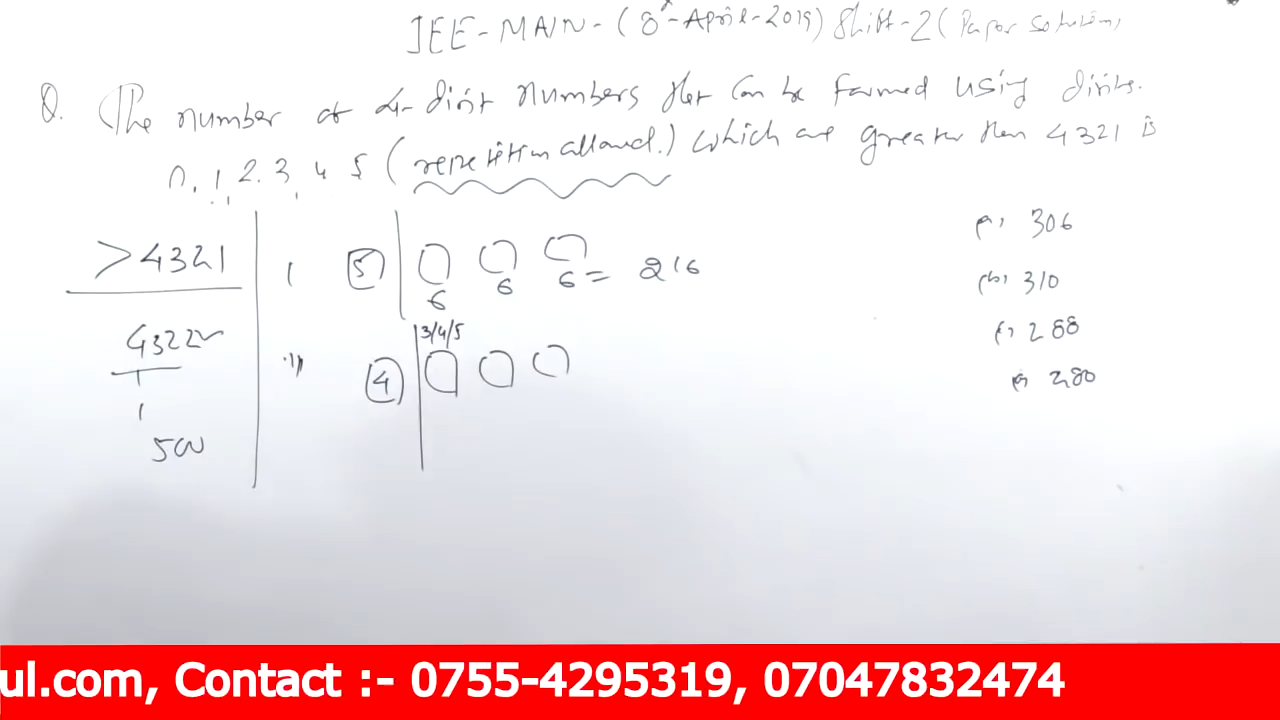 JEE-MAIN-(8th-April-2019) Shift-2 (Paper solution)
Q. The number of 4-digit numbers that can be formed using digits.
0, 1, 2, 3, 4 5 (repetition allowed.) which are greater than 4321 is
>4321
4322
500
1 5
6 6 6 = 216
3/4/5
4
306
(b) 310
288
280
ul.com, Contact :- 0755-4295319, 07047832474